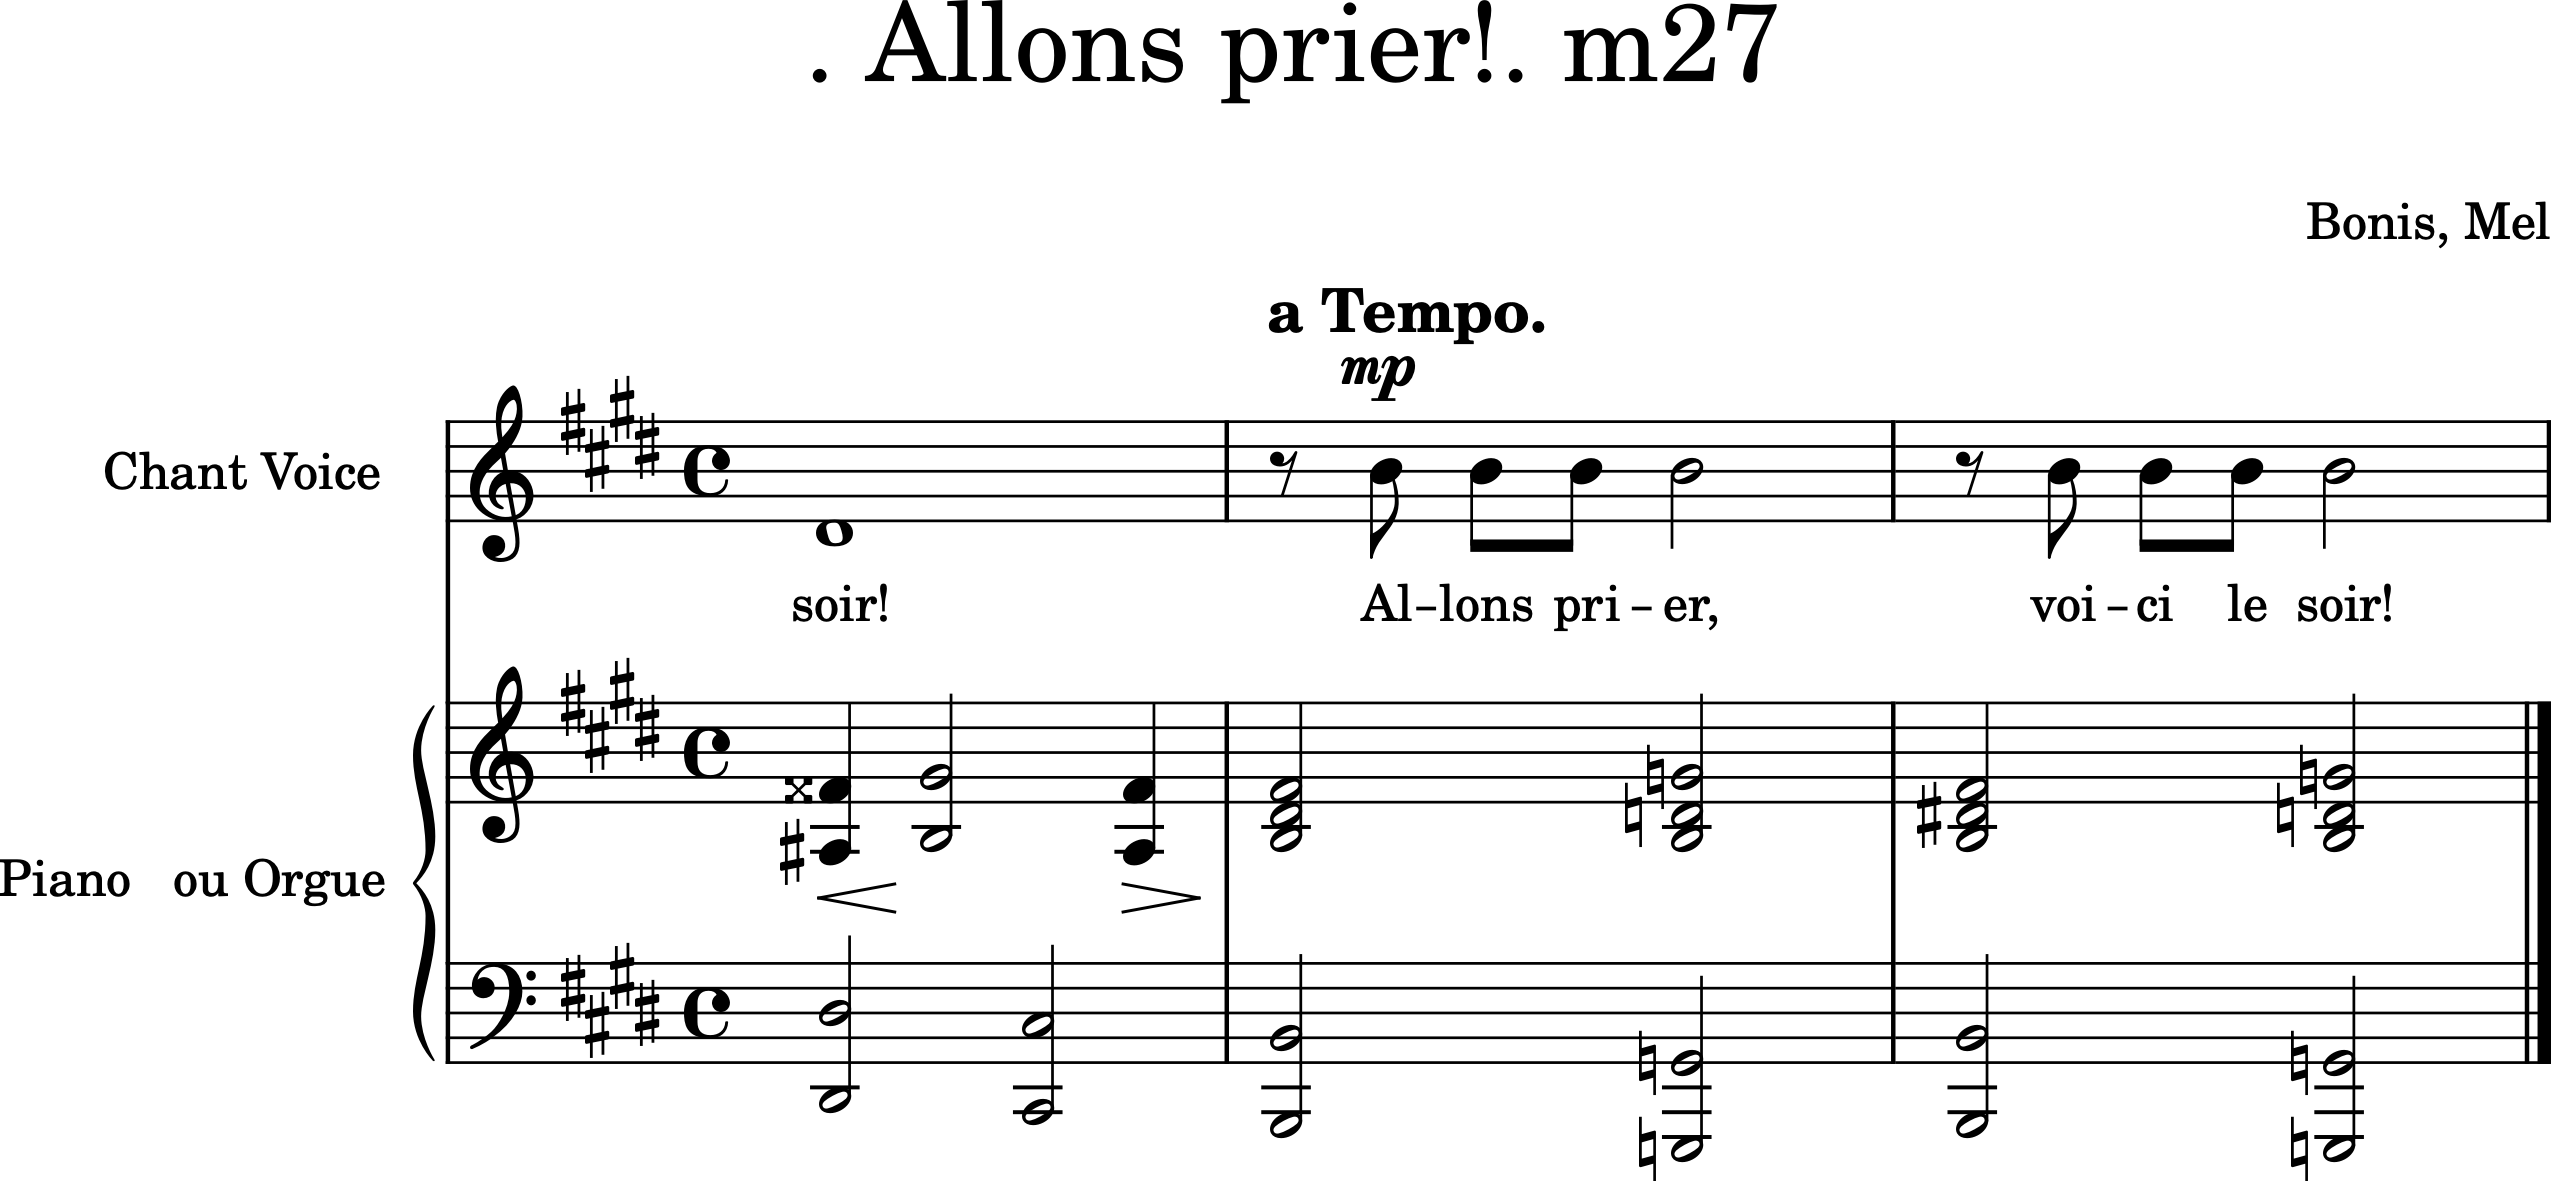 . Allons prier!. m27
Bonis, Mel
a Tempo.
mp
Chant Voice
soir! Al-lons pri-er, voi-ci le soir!
Piano ou Orgue